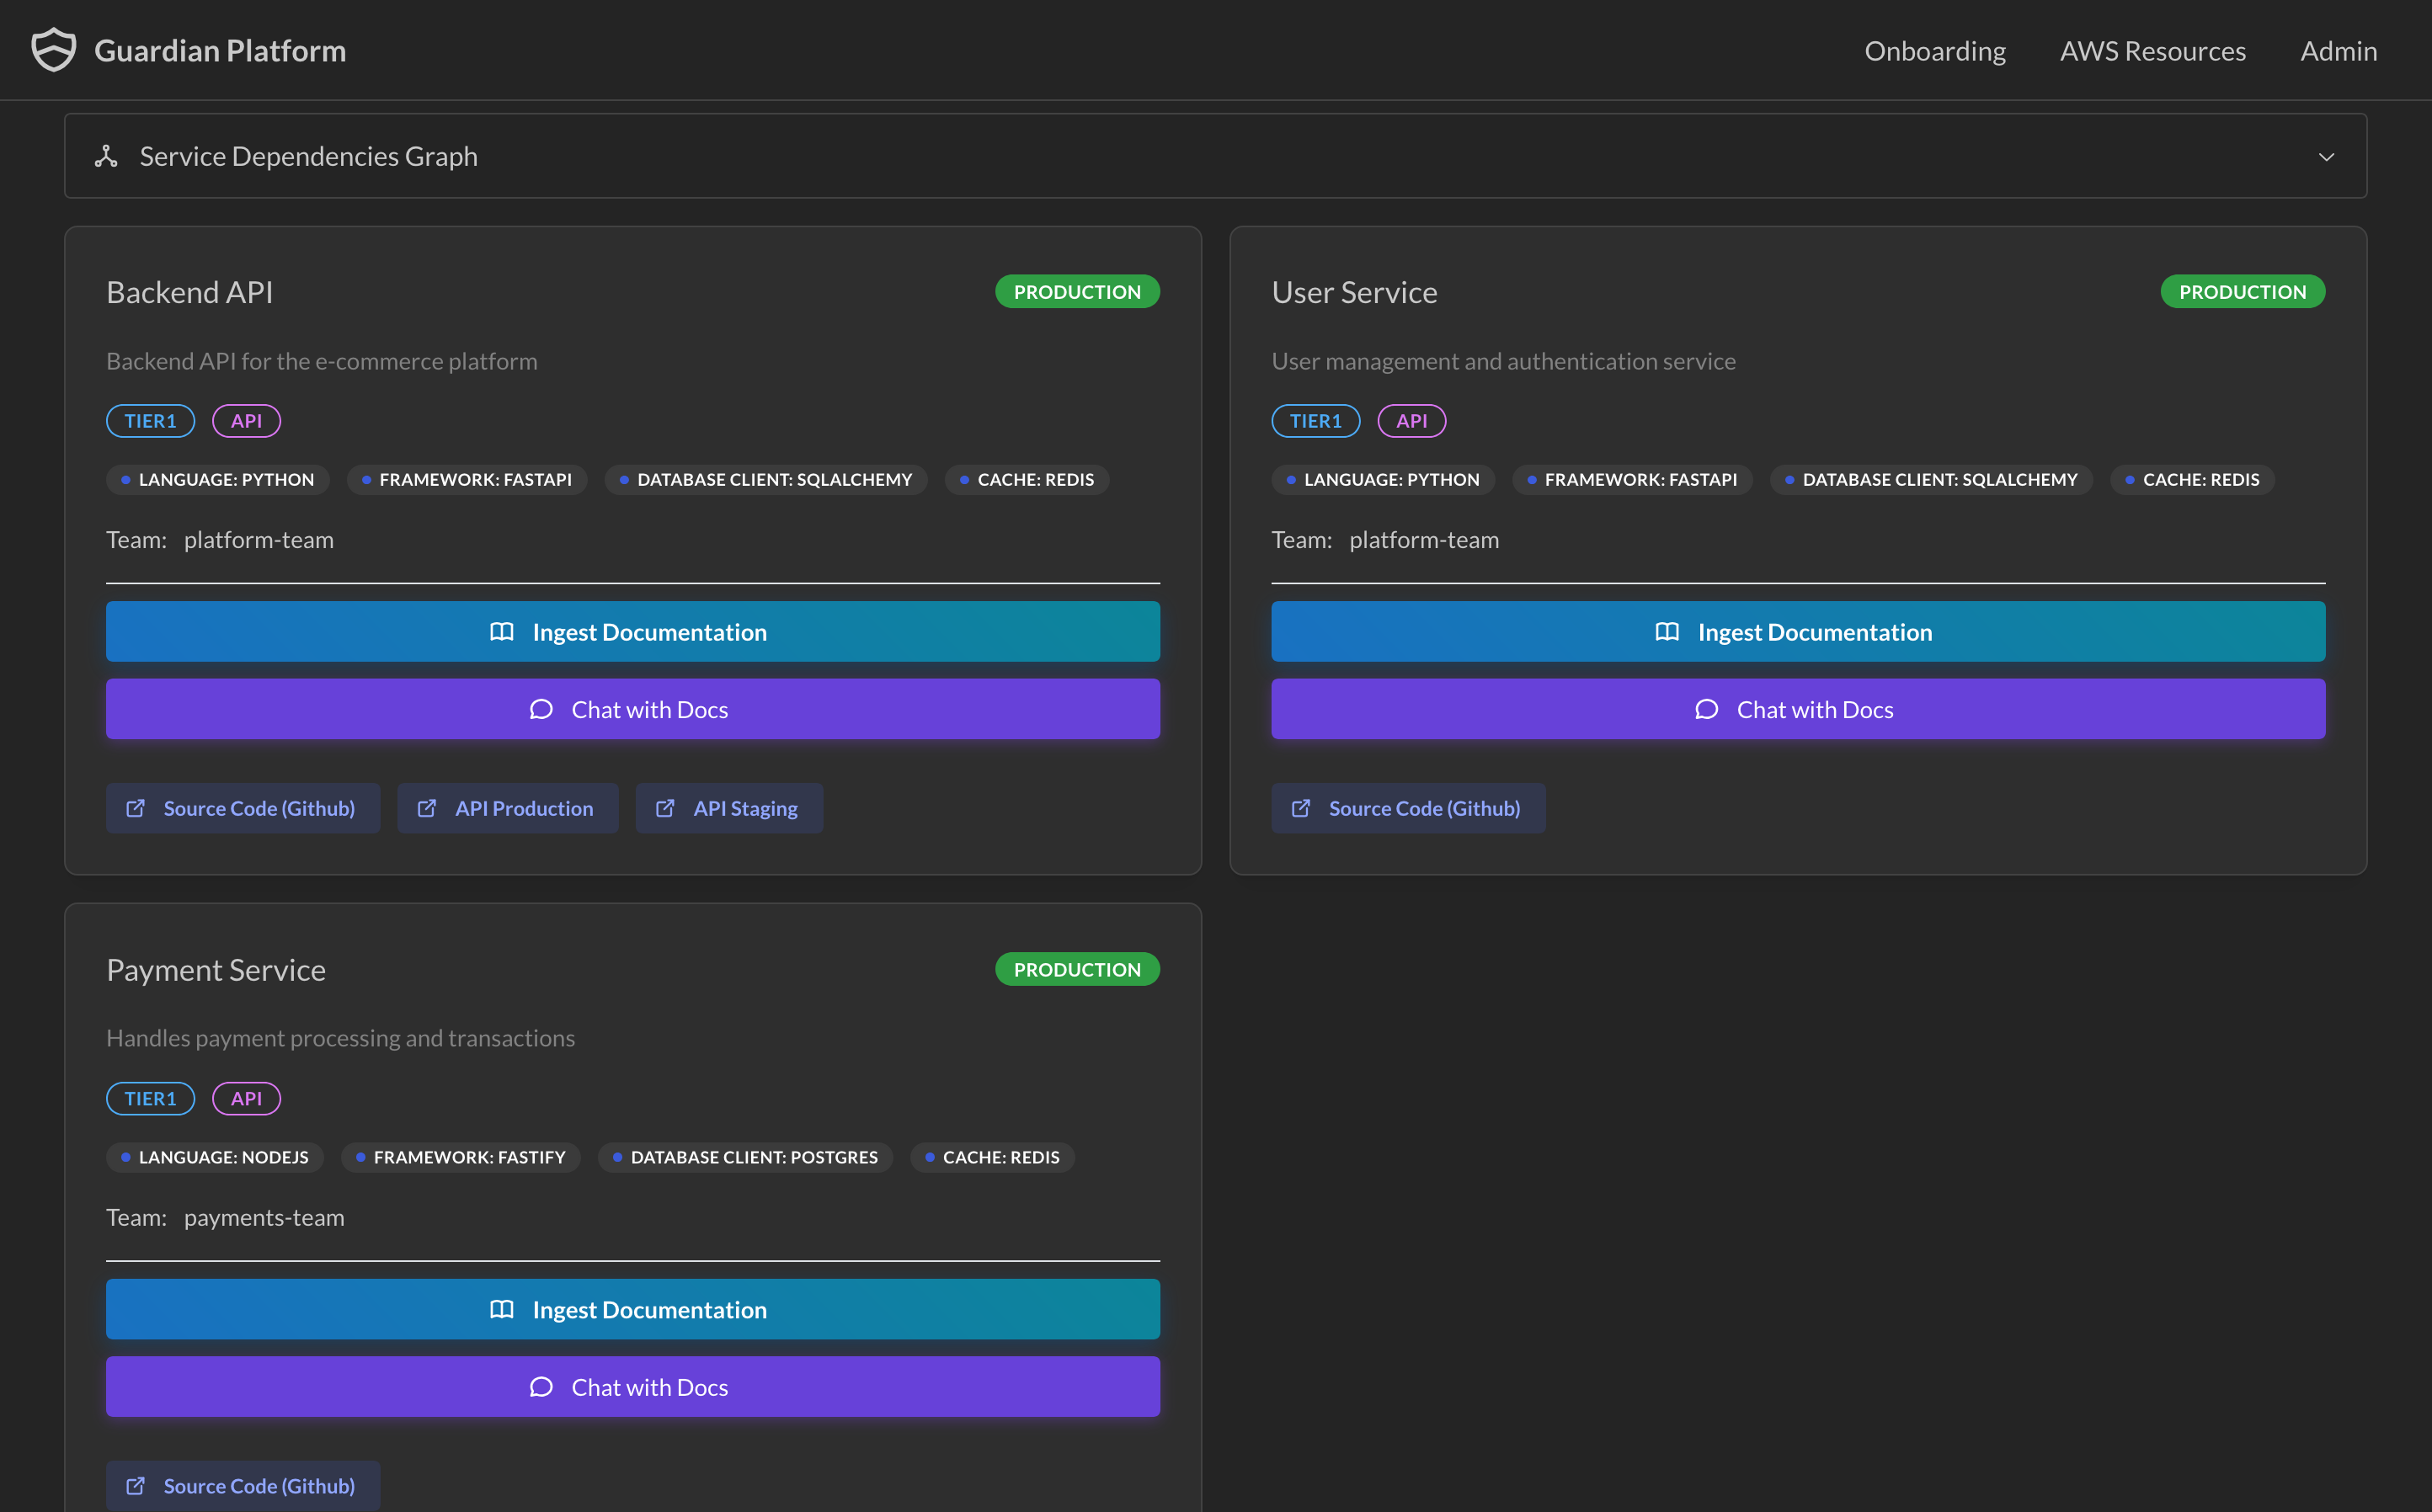 Guardian Platform
Onboarding
AWS Resources
Admin
Service Dependencies Graph
Backend API
PRODUCTION
Backend API for the e-commerce platform
TIER1
API
LANGUAGE: PYTHON
FRAMEWORK: FASTAPI
DATABASE CLIENT: SQLALCHEMY
CACHE: REDIS
Team: platform-team
Ingest Documentation
Chat with Docs
Source Code (Github)
API Production
API Staging
User Service
PRODUCTION
User management and authentication service
TIER1
API
LANGUAGE: PYTHON
FRAMEWORK: FASTAPI
DATABASE CLIENT: SQLALCHEMY
CACHE: REDIS
Team: platform-team
Ingest Documentation
Chat with Docs
Source Code (Github)
Payment Service
PRODUCTION
Handles payment processing and transactions
TIER1
API
LANGUAGE: NODEJS
FRAMEWORK: FASTIFY
DATABASE CLIENT: POSTGRES
CACHE: REDIS
Team: payments-team
Ingest Documentation
Chat with Docs
Source Code (Github)